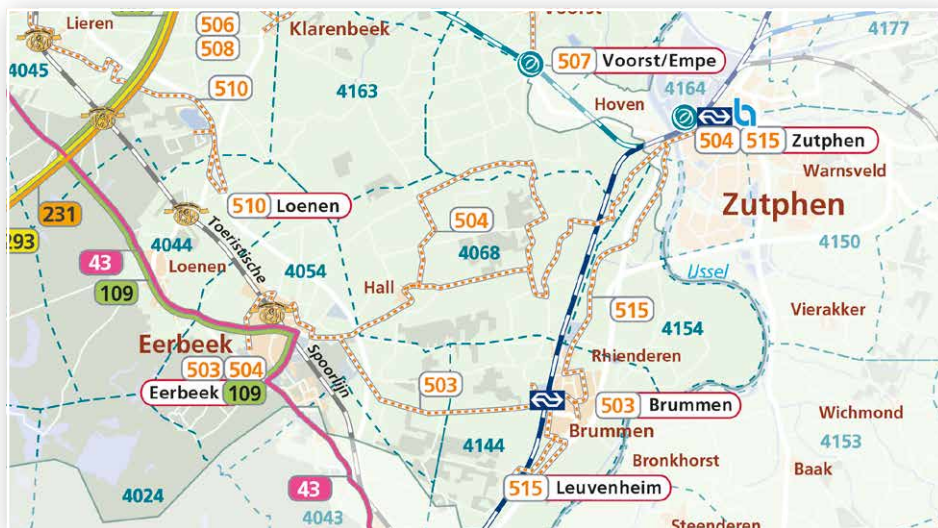 Lieren
506
508
Klarenbeek
Voorst
4177
4045
507 Voorst/Empe
510
4163
4164
Hoven
504 515 Zutphen
Warnsveld
231
510 Loenen
504
Zutphen
293
43
4044
Toeristische
4068
4150
Loenen
4054
IJssel
109
Hall
515
Vierakker
4154
Eerbeek
Spoorlijn
Rhienderen
503 504
503
Eerbeek 109
503 Brummen
Wichmond
Brummen
4144
4153
Bronkhorst
Baak
43
515 Leuvenheim
4024
4043
Steenderen